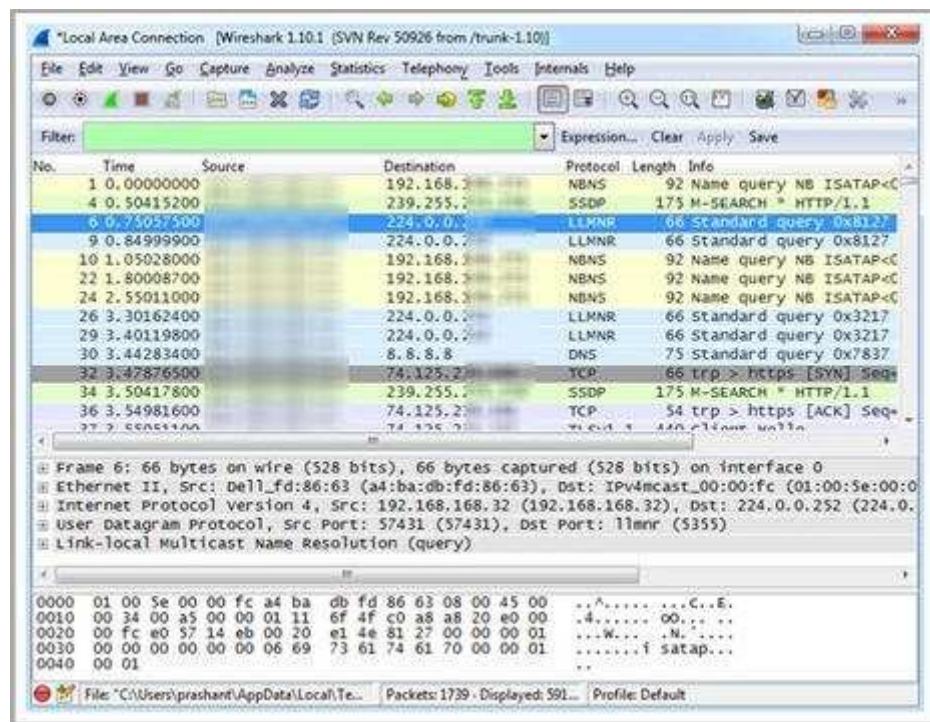 *Local Area Connection [Wireshark 1.10.1 (SVN Rev 50926 from /trunk-1.10)]
File Edit View Go Capture Analyze Statistics Telephony Tools Internals Help
Filter: Expression... Clear Apply Save
No. Time Source Destination Protocol Length Info
1 0.00000000 192.168. NBNS 92 Name query NB ISATAP<C
4 0.50415200 239.255. SSDP 175 M-SEARCH * HTTP/1.1
6 0.75057500 224.0.0. LLMNR 66 Standard query 0x8127
9 0.84999900 224.0.0. LLMNR 66 Standard query 0x8127
10 1.05028000 192.168. NBNS 92 Name query NB ISATAP<C
22 1.80008700 192.168. NBNS 92 Name query NB ISATAP<C
24 2.55011000 192.168. NBNS 92 Name query NB ISATAP<C
26 3.30162400 224.0.0. LLMNR 66 Standard query 0x3217
29 3.40119800 224.0.0. LLMNR 66 Standard query 0x3217
30 3.44283400 8.8.8.8 DNS 75 Standard query 0x7837
32 3.47876500 74.125.2 TCP 66 trp > https [SYN] Seq=
34 3.50417800 239.255. SSDP 175 M-SEARCH * HTTP/1.1
36 3.54981600 74.125.2 TCP 54 trp > https [ACK] Seq=
37 3.55051100 74.125. TLSv1.1 440 Client Hello
Frame 6: 66 bytes on wire (528 bits), 66 bytes captured (528 bits) on interface 0
Ethernet II, Src: Dell_fd:86:63 (a4:ba:db:fd:86:63), Dst: IPv4mcast_00:00:fc (01:00:5e:00:0
Internet Protocol Version 4, Src: 192.168.168.32 (192.168.168.32), Dst: 224.0.0.252 (224.0.
User Datagram Protocol, Src Port: 57431 (57431), Dst Port: llmnr (5355)
Link-local Multicast Name Resolution (query)
0000 01 00 5e 00 00 fc a4 ba db fd 86 63 08 00 45 00 ..^..... ...c..E.
0010 00 34 00 a5 00 00 01 11 6f 4f c0 a8 a8 20 e0 00 .4...... oO... ..
0020 00 fc e0 57 14 eb 00 20 e1 4e 81 27 00 00 00 01 ...W... .N.'....
0030 00 00 00 00 00 00 06 69 73 61 74 61 70 00 00 01 .......i satap...
0040 00 01 ..
File: "C:\Users\prashant\AppData\Local\Te... Packets: 1739 · Displayed: 591... Profile: Default